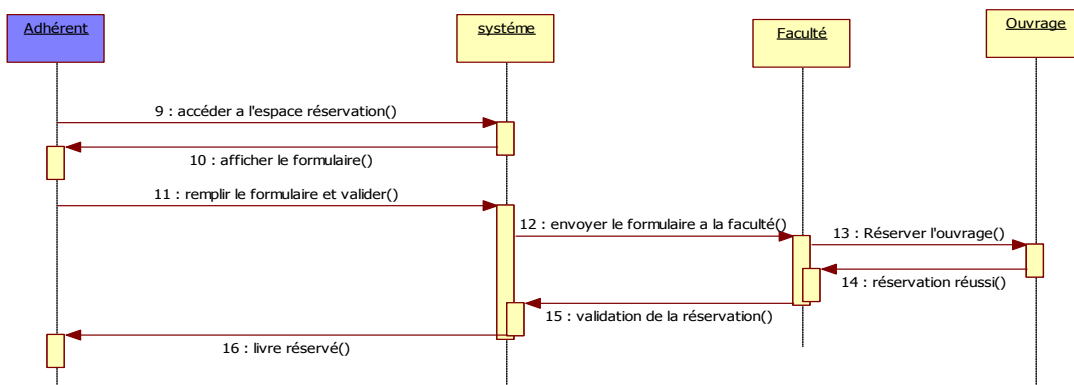 Adhérent
systéme
Faculté
Ouvrage
9 : accéder a l'espace réservation()
10 : afficher le formulaire()
11 : remplir le formulaire et valider()
12 : envoyer le formulaire a la faculté()
13 : Réserver l'ouvrage()
14 : réservation réussi()
15 : validation de la réservation()
16 : livre réservé()